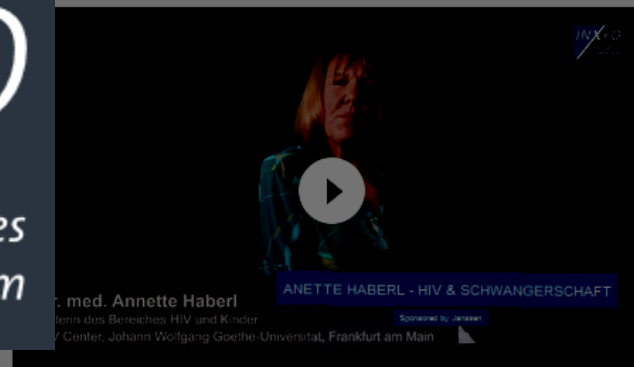 INXFO
es
m
ANETTE HABERL - HIV & SCHWANGERSCHAFT
r. med. Annette Haberl
terin des Bereiches HIV und Kinder
Sponsored by Janssen
V Center, Johann Wolfgang Goethe-Universität, Frankfurt am Main